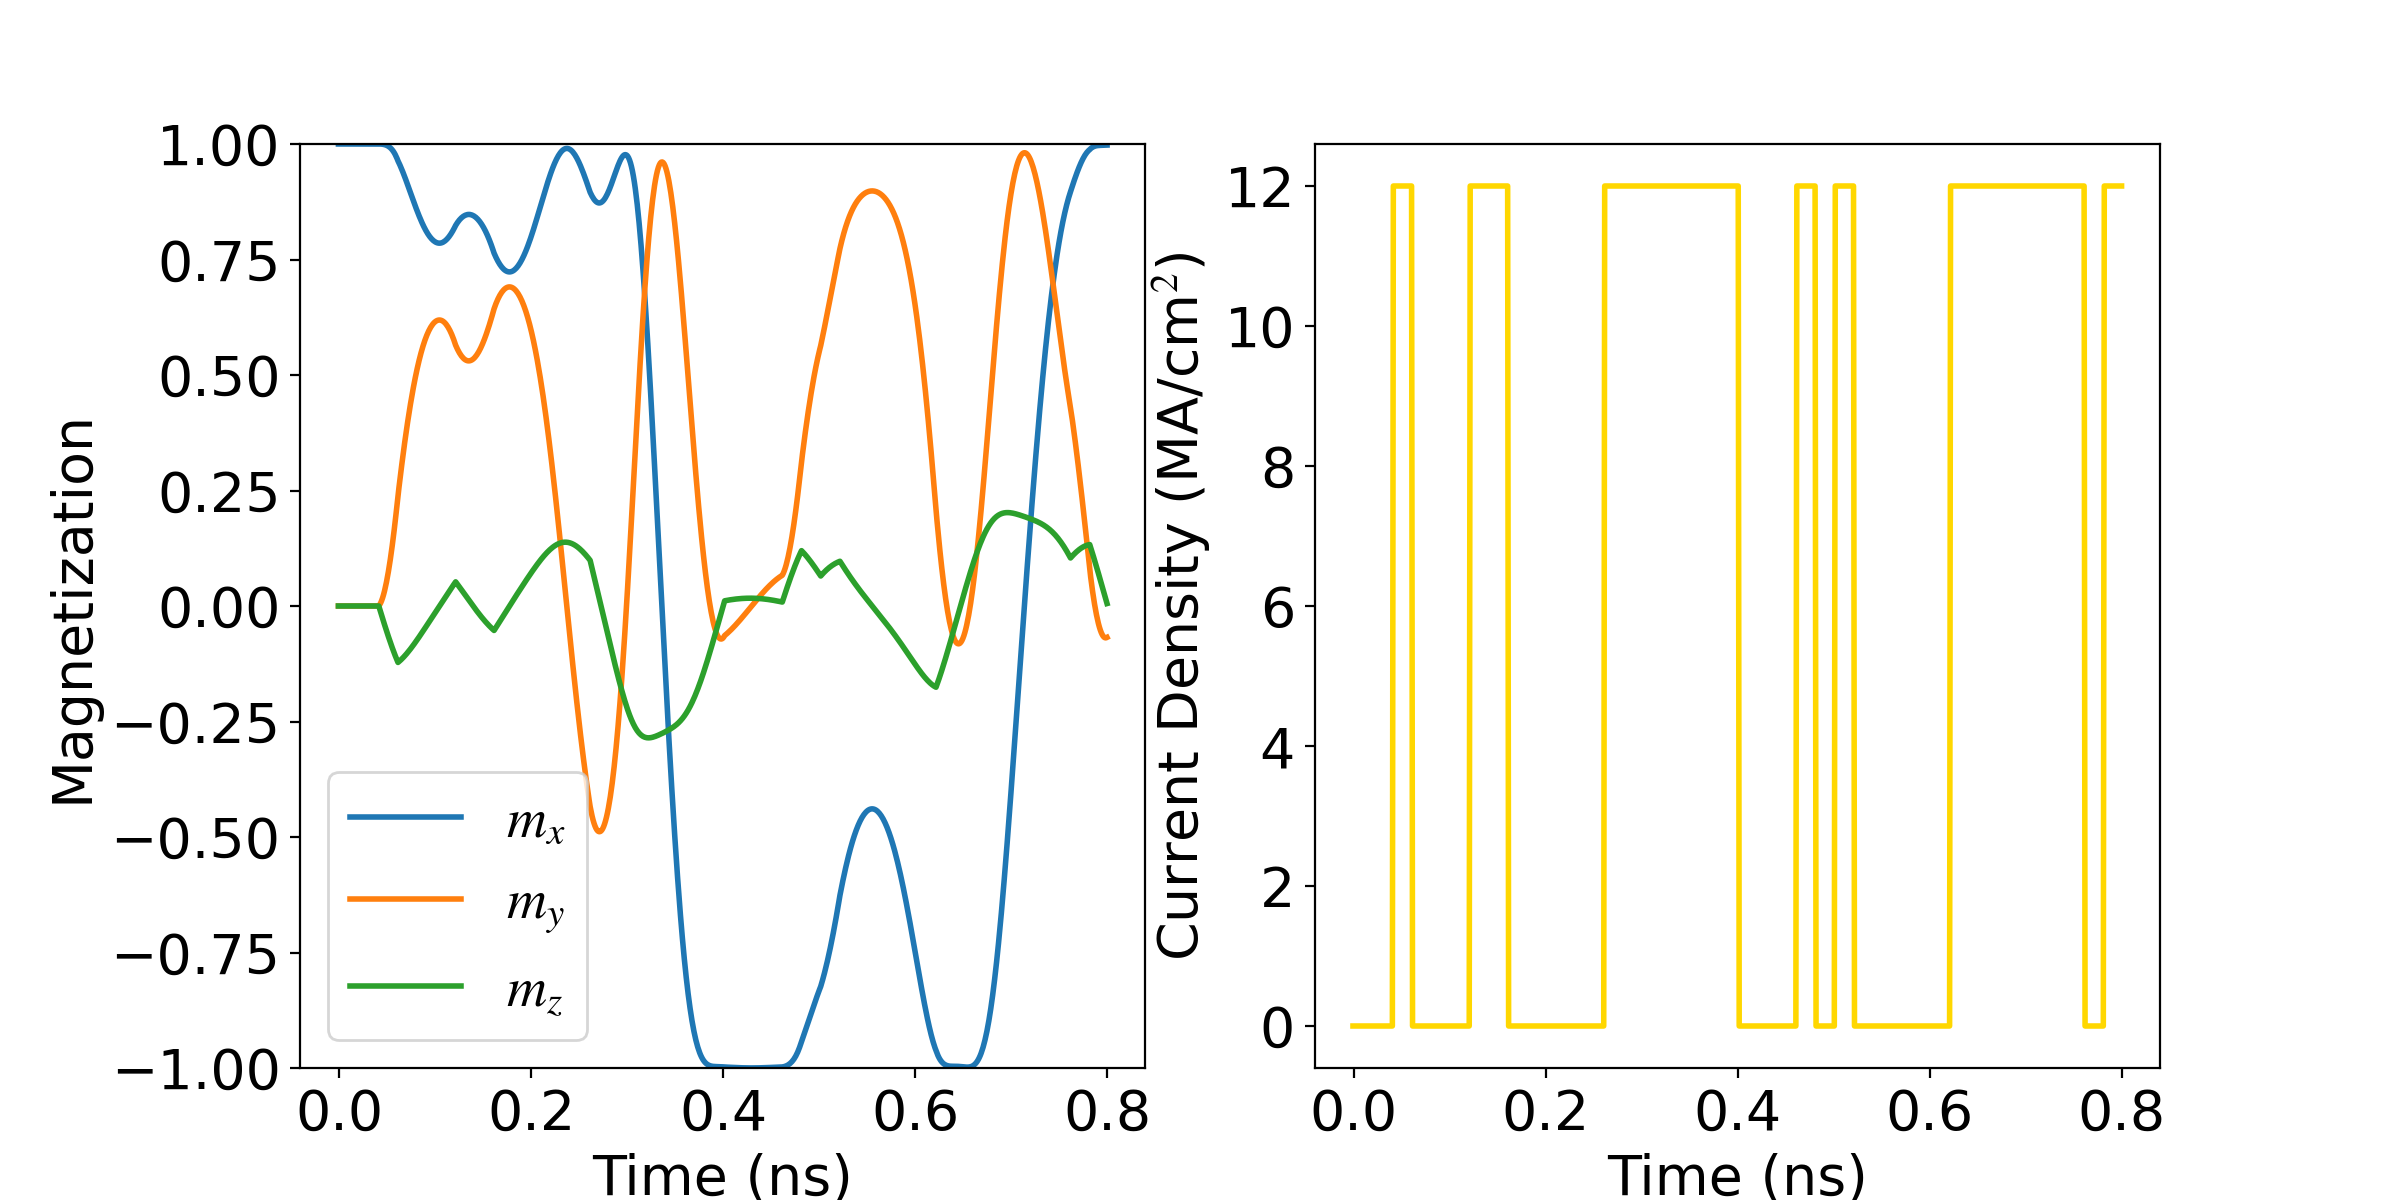 Magnetization
1.00
0.75
0.50
0.25
0.00
−0.25
−0.50
−0.75
−1.00
m_x
m_y
m_z
0.0 0.2 0.4 0.6 0.8
Time (ns)
Current Density (MA/cm²)
12
10
8
6
4
2
0
0.0 0.2 0.4 0.6 0.8
Time (ns)